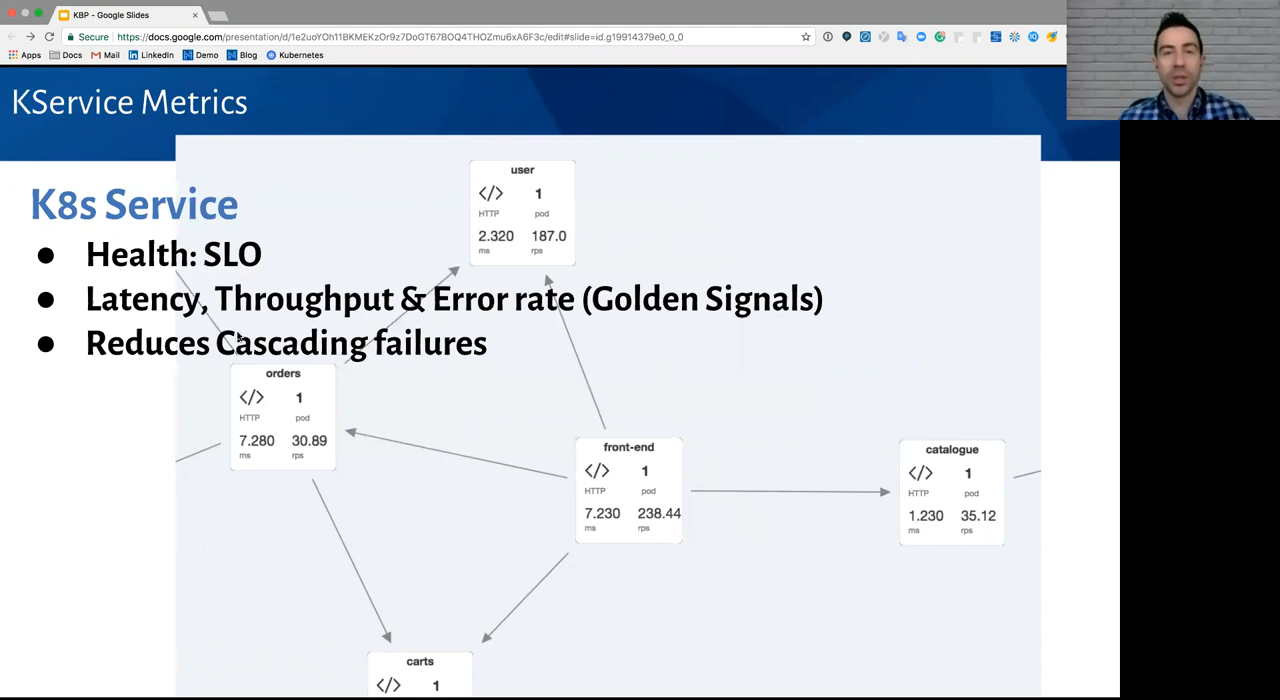 KBP - Google Slides
Secure https://docs.google.com/presentation/d/1e2uoYOh11BKMEKzOr9z7DoGT67BOQ4THOZmu6xA6F3c/edit#slide=id.g19914379e0_0_0
Apps Docs Mail LinkedIn Demo Blog Kubernetes
KService Metrics
K8s Service
● Health: SLO
● Latency, Throughput & Error rate (Golden Signals)
● Reduces Cascading failures
user
</> 1
HTTP pod
2.320 187.0
ms rps
orders
</> 1
HTTP pod
7.280 30.89
ms rps
front-end
</> 1
HTTP pod
7.230 238.44
ms rps
catalogue
</> 1
HTTP pod
1.230 35.12
ms rps
carts
</> 1